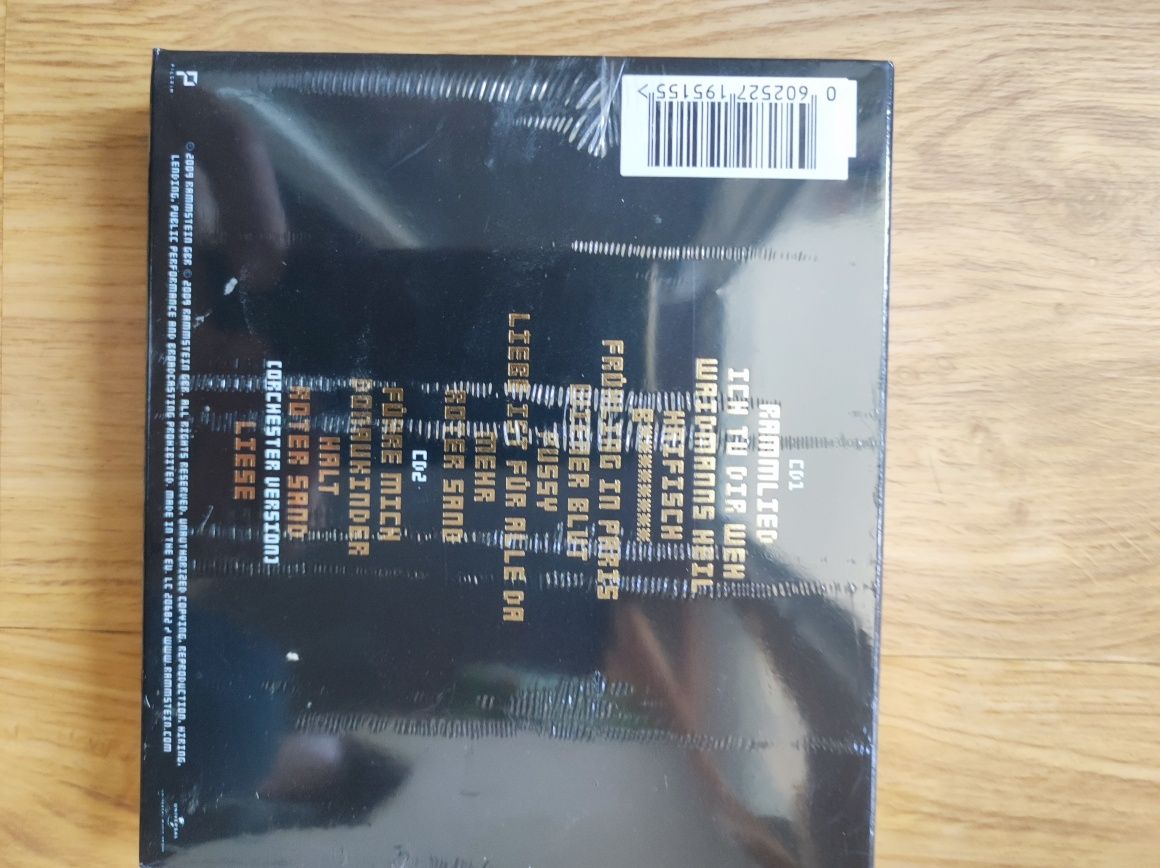 0 602527 195155 >
CD1
RAMMLIED
ICH TU DIR WEH
WAIDMANNS HEIL
HAIFISCH
B********
FRÜHLING IN PARIS
WIENER BLUT
PUSSY
LIEBE IST FÜR ALLE DA
MEHR
ROTER SAND
CD2
FÜHRE MICH
DONAUKINDER
HALT
ROTER SAND
(ORCHESTER VERSION)
LIESE
℗ 2009 RAMMSTEIN GBR © 2009 RAMMSTEIN GBR. ALL RIGHTS RESERVED. UNAUTHORIZED COPYING, REPRODUCTION, HIRING,
LENDING, PUBLIC PERFORMANCE AND BROADCASTING PROHIBITED. MADE IN THE EU. LC 20682 / WWW.RAMMSTEIN.COM
PILGRIM
UNIVERSAL